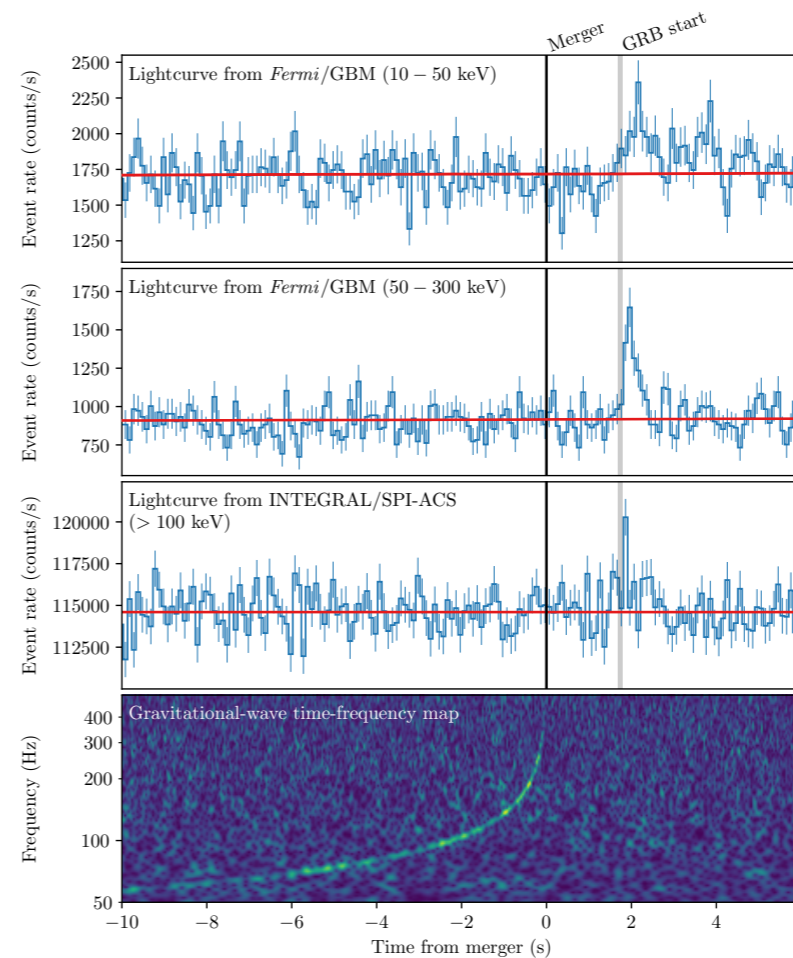 Merger
GRB start
Lightcurve from Fermi/GBM (10 − 50 keV)
Event rate (counts/s)
2500
2250
2000
1750
1500
1250
Lightcurve from Fermi/GBM (50 − 300 keV)
Event rate (counts/s)
1750
1500
1250
1000
750
Lightcurve from INTEGRAL/SPI-ACS
(> 100 keV)
Event rate (counts/s)
120000
117500
115000
112500
Gravitational-wave time-frequency map
Frequency (Hz)
400
300
200
100
50
−10 −8 −6 −4 −2 0 2 4
Time from merger (s)